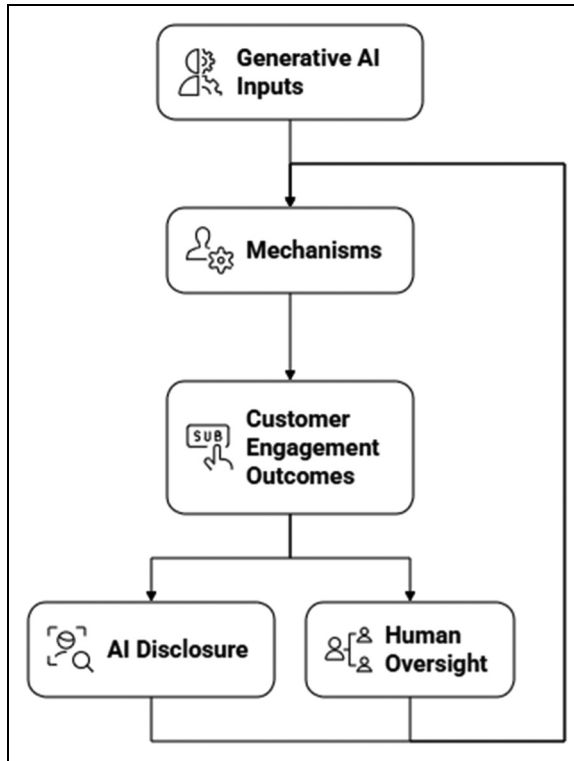 Generative AI
Inputs
Mechanisms
SUB
Customer
Engagement
Outcomes
AI Disclosure
Human
Oversight